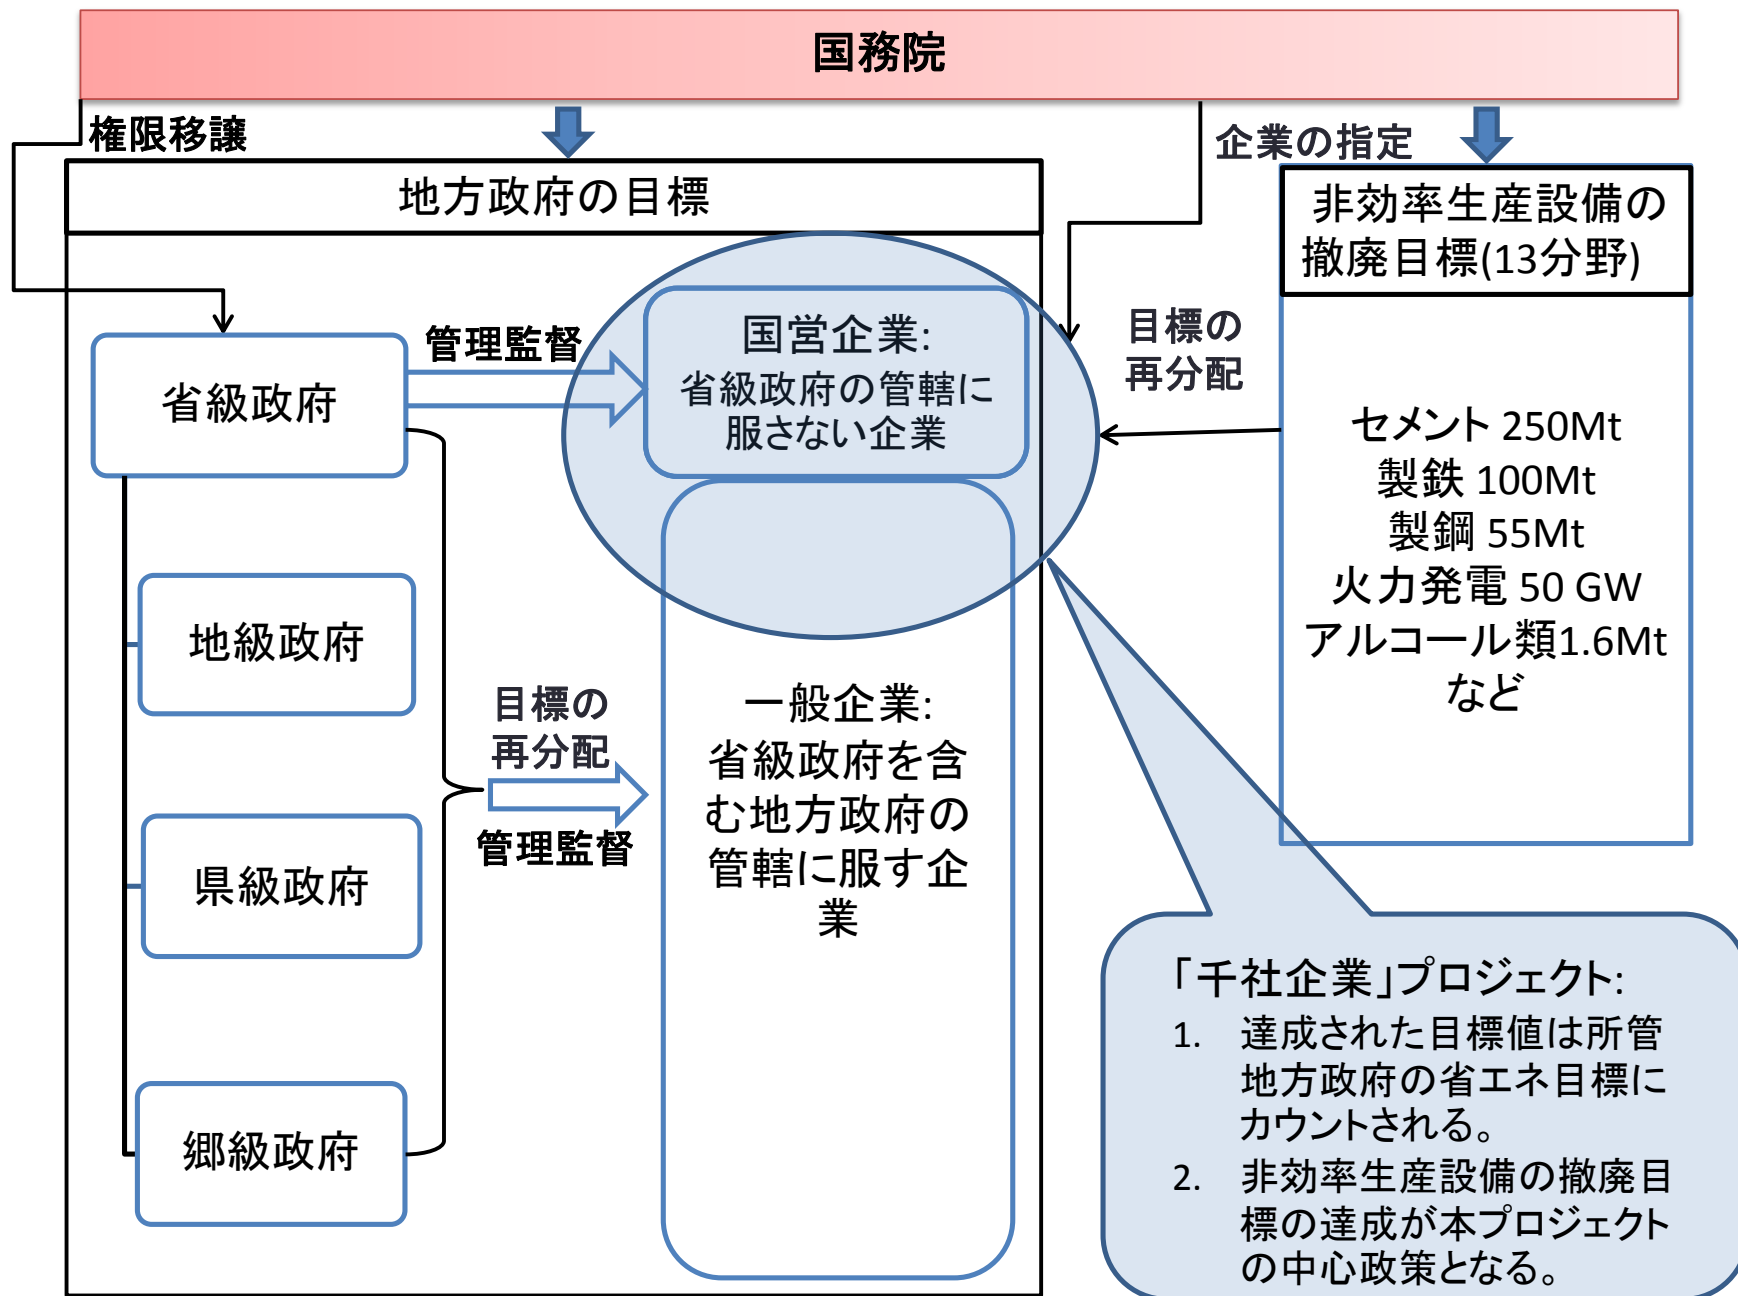 国務院
権限移譲
企業の指定
地方政府の目標
非効率生産設備の
撤廃目標(13分野)
省級政府
管理監督
国営企業:
省級政府の管轄に
服さない企業
目標の
再分配
セメント 250Mt
製鉄 100Mt
製鋼 55Mt
火力発電 50 GW
アルコール類1.6Mt
など
地級政府
県級政府
郷級政府
目標の
再分配
管理監督
一般企業:
省級政府を含
む地方政府の
管轄に服す企
業
「千社企業」プロジェクト:
1. 達成された目標値は所管
地方政府の省エネ目標に
カウントされる。
2. 非効率生産設備の撤廃目
標の達成が本プロジェクト
の中心政策となる。